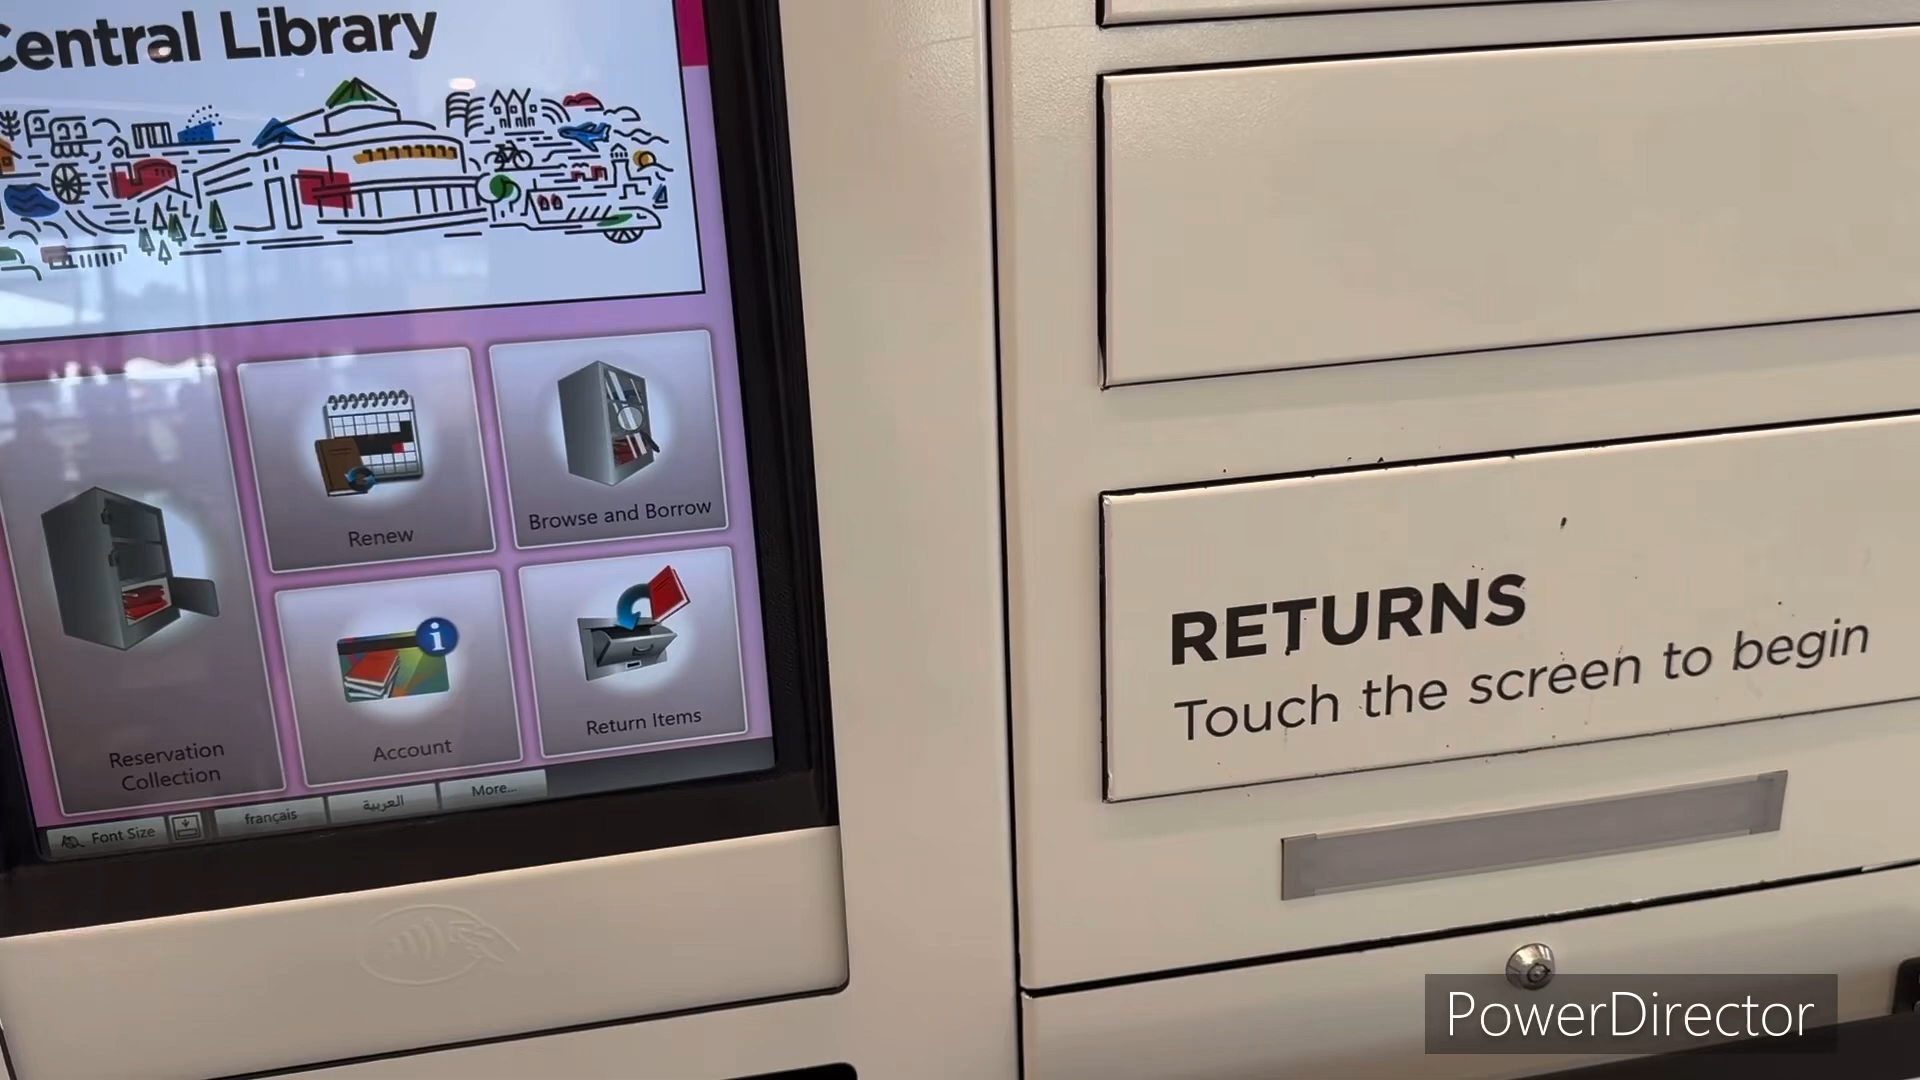 Central Library
Renew
Browse and Borrow
Reservation
Collection
Account
Return Items
Font Size
français
العربية
More...
RETURNS
Touch the screen to begin
PowerDirector